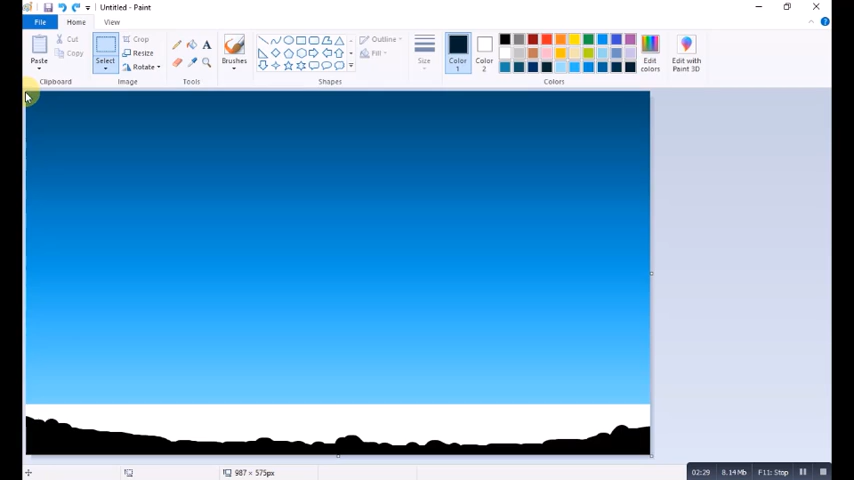 Untitled - Paint
File
Home
View
Paste
Cut
Copy
Clipboard
Select
Crop
Resize
Rotate
Image
A
Tools
Brushes
Outline
Fill
Shapes
Size
Color
1
Color
2
Edit
colors
Colors
Edit with
Paint 3D
987 × 575px
02:29
8.14 Mb
F11: Stop